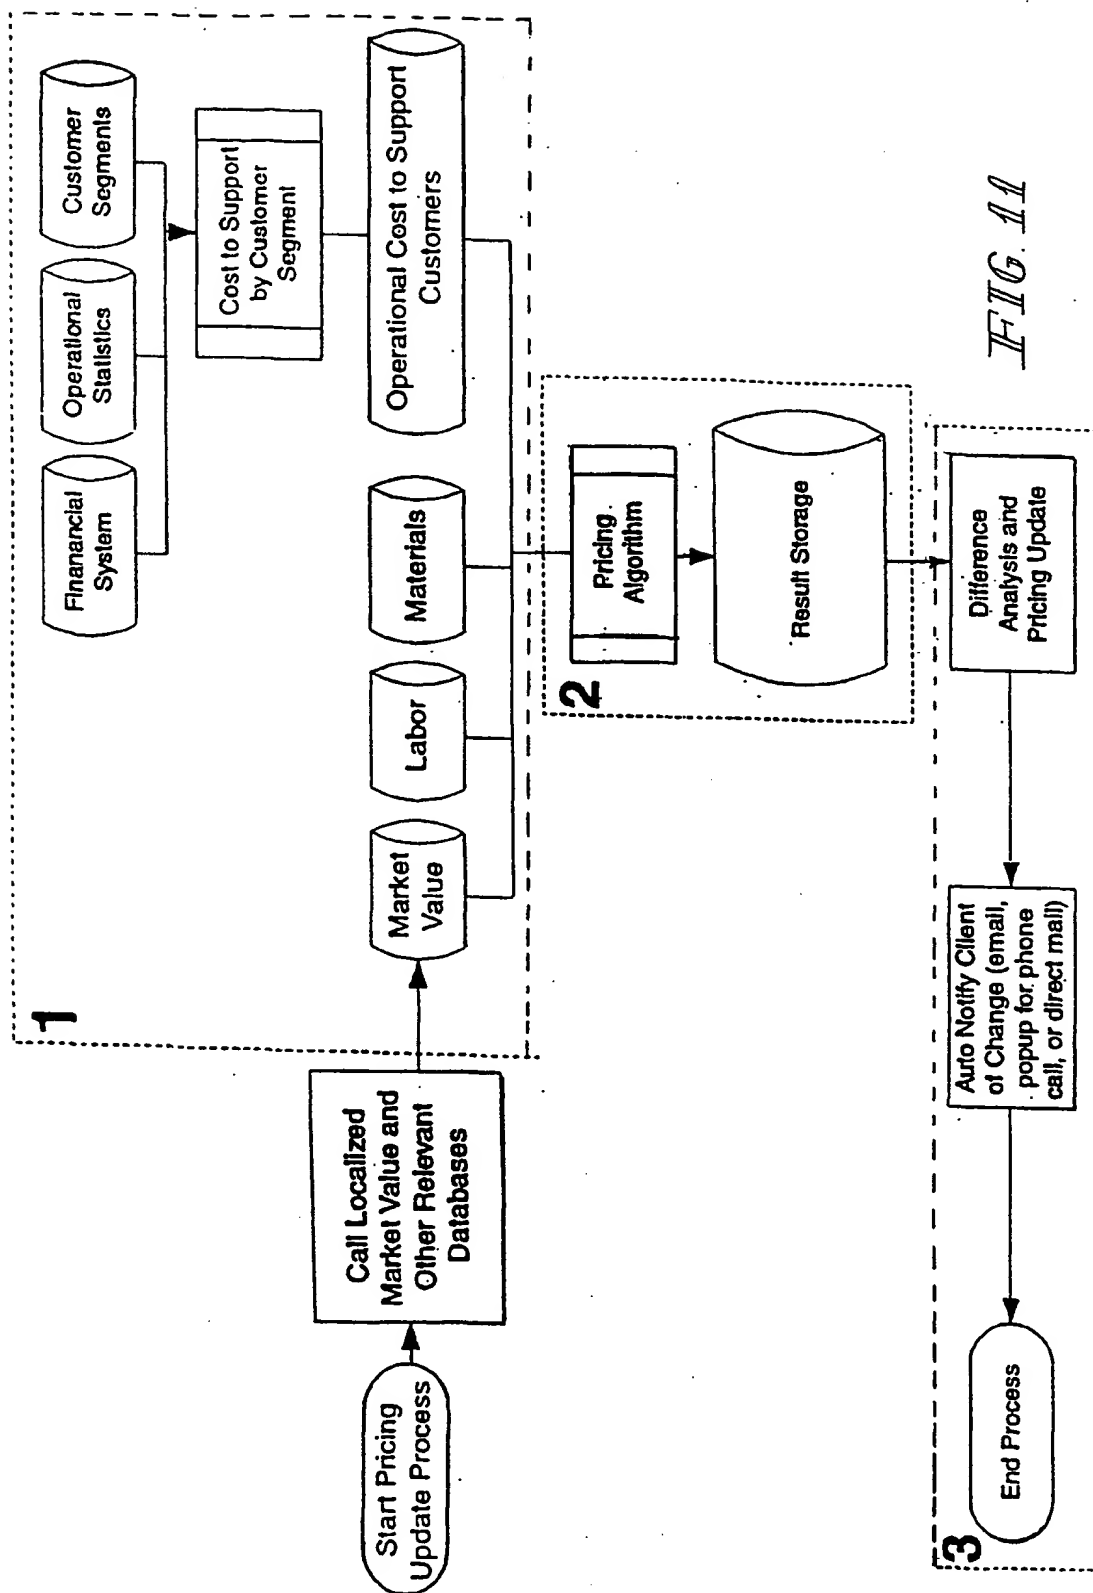 1
Finanancial
System
Operational
Statistics
Customer
Segments
Cost to Support
by Customer
Segment
Start Pricing
Update Process
Call Localized
Market Value and
Other Relevant
Databases
Market
Value
Labor
Materials
Operational Cost to Support
Customers
2
Pricing
Algorithm
Result Storage
3
End Process
Auto Notify Client
of Change (email,
popup for phone
call, or direct mail)
Difference
Analysis and
Pricing Update
FIG. 11